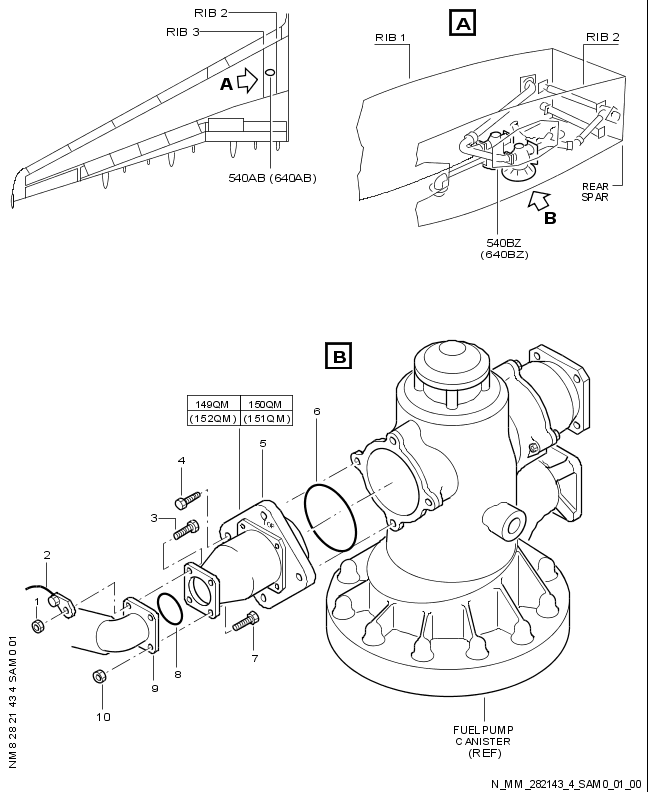 RIB 2
RIB 3
A
540AB (640AB)
A
RIB 1
RIB 2
REAR
SPAR
B
540BZ
(640BZ)
B
149QM 150QM
(152QM) (151QM)
6
5
4
3
TOP
2
1
7
8
9
10
FUEL PUMP
CANISTER
(REF)
NM 8 28 21 43 4 SAM 0 01
N_MM_282143_4_SAM0_01_00